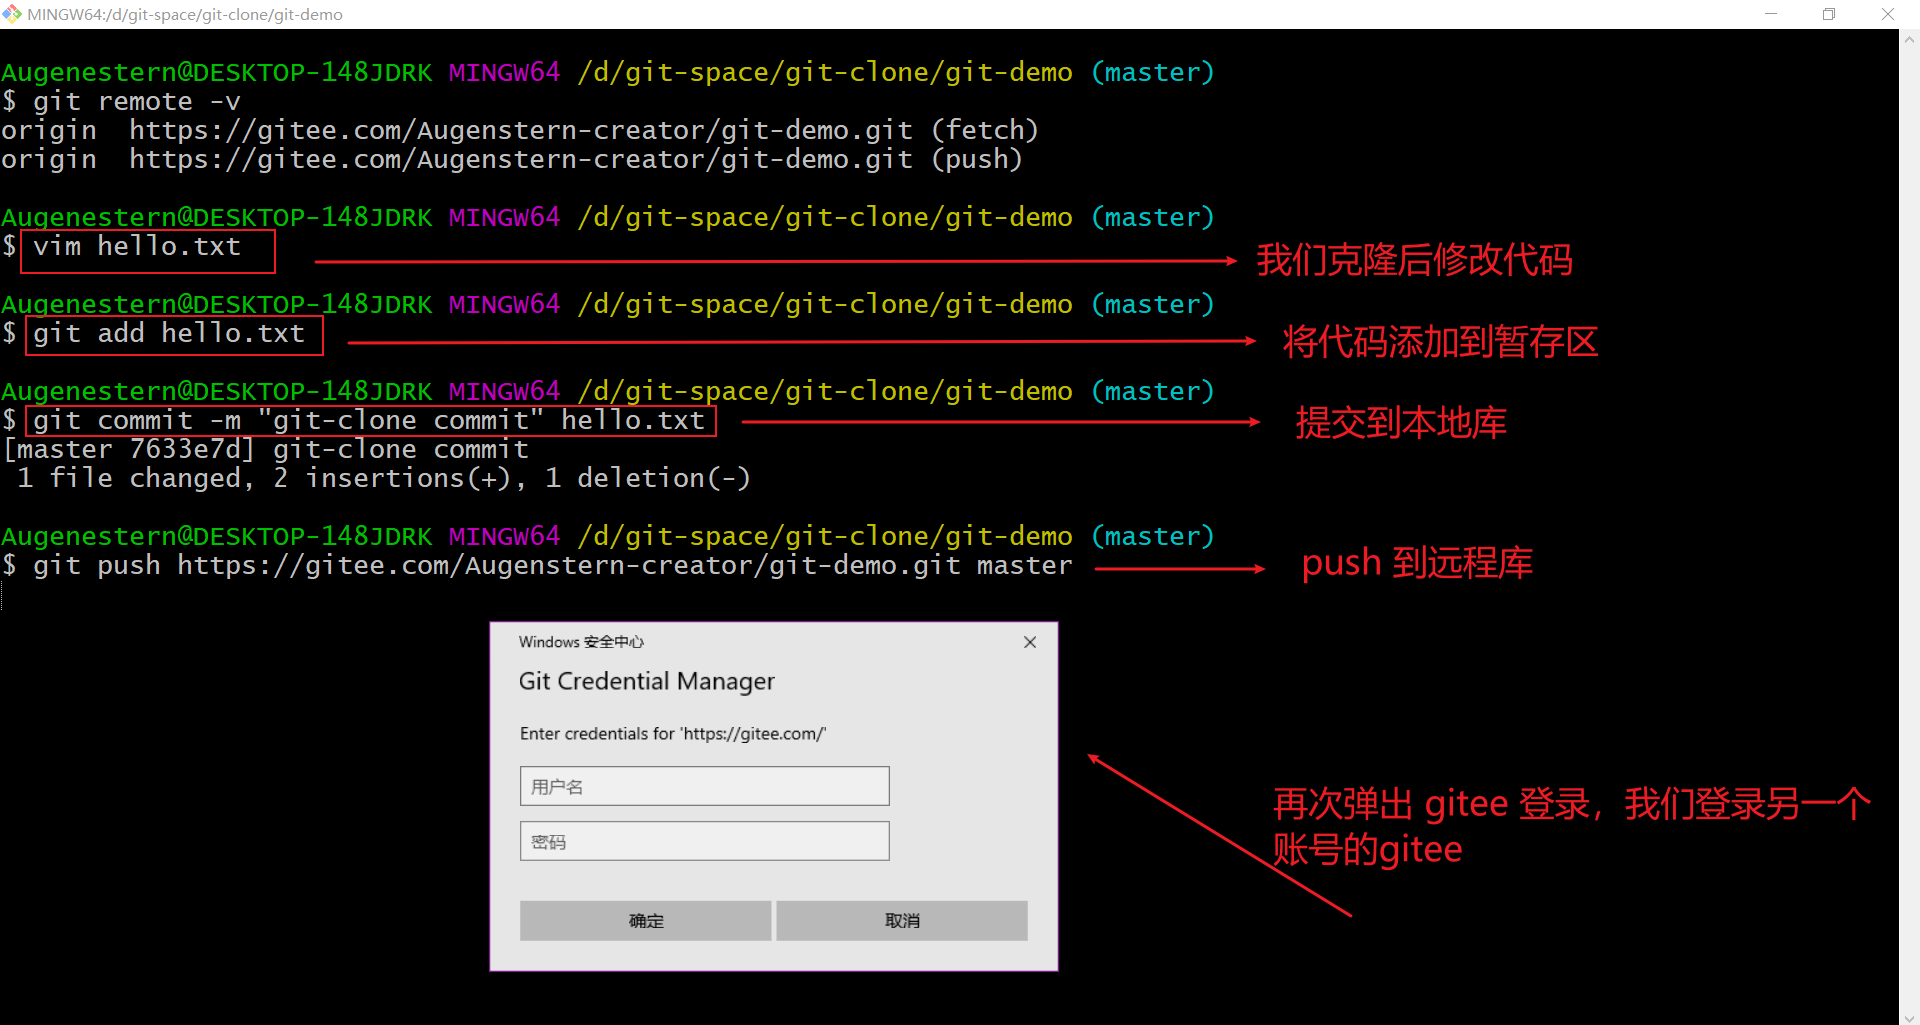 MINGW64:/d/git-space/git-clone/git-demo
Augenestern@DESKTOP-148JDRK MINGW64 /d/git-space/git-clone/git-demo (master)
$ git remote -v
origin  https://gitee.com/Augenstern-creator/git-demo.git (fetch)
origin  https://gitee.com/Augenstern-creator/git-demo.git (push)
Augenestern@DESKTOP-148JDRK MINGW64 /d/git-space/git-clone/git-demo (master)
$ vim hello.txt
我们克隆后修改代码
Augenestern@DESKTOP-148JDRK MINGW64 /d/git-space/git-clone/git-demo (master)
$ git add hello.txt
将代码添加到暂存区
Augenestern@DESKTOP-148JDRK MINGW64 /d/git-space/git-clone/git-demo (master)
$ git commit -m "git-clone commit" hello.txt
提交到本地库
[master 7633e7d] git-clone commit
 1 file changed, 2 insertions(+), 1 deletion(-)
Augenestern@DESKTOP-148JDRK MINGW64 /d/git-space/git-clone/git-demo (master)
$ git push https://gitee.com/Augenstern-creator/git-demo.git master
push 到远程库
Windows 安全中心
Git Credential Manager
Enter credentials for 'https://gitee.com/'
用户名
密码
确定
取消
再次弹出 gitee 登录，我们登录另一个
账号的gitee